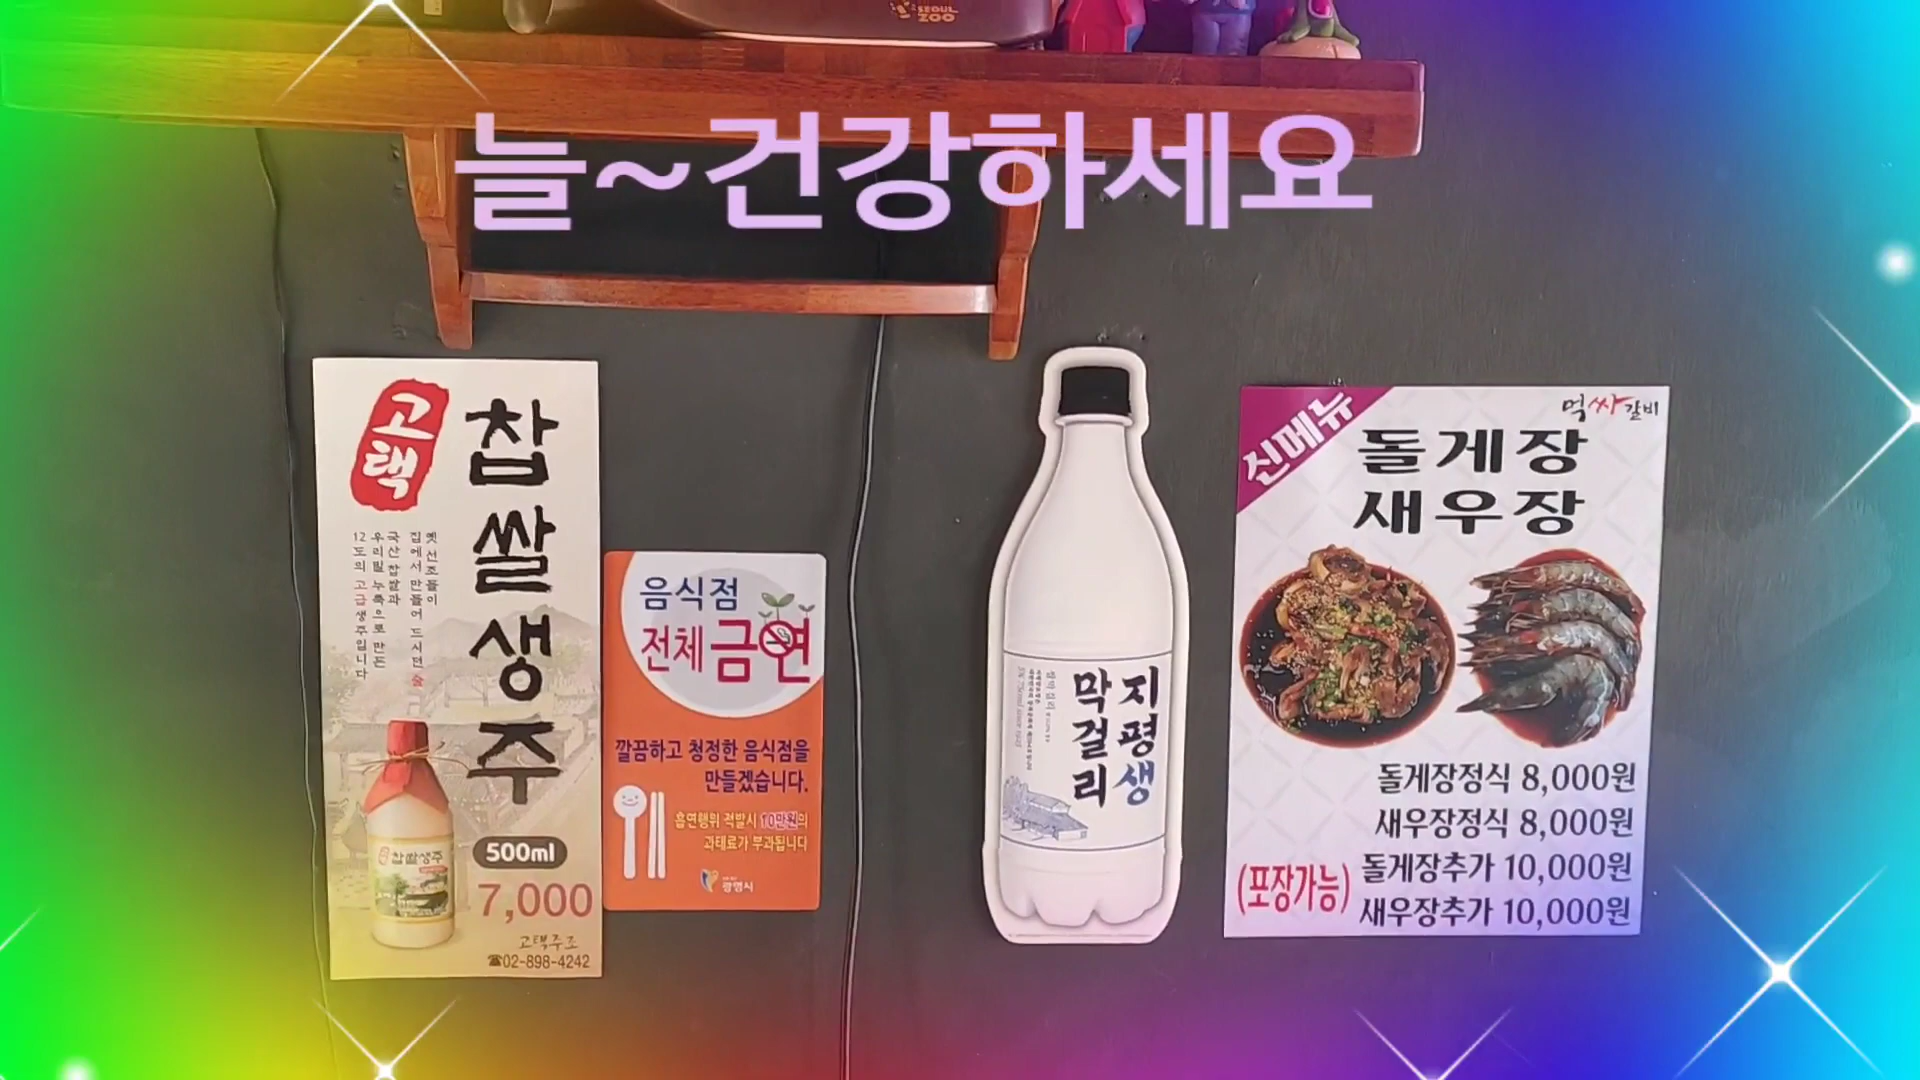 SEOUL
ZOO
늘~건강하세요
고택
찹쌀생주
옛 선조들이
집에서 만들어 드시던 술
국산 찹쌀과
우리밀 누룩으로 만든
12도의 고급생주입니다
찹쌀생주
500ml
7,000
고택주조
☎02-898-4242
음식점
전체금연
깔끔하고 청정한 음식점을
만들겠습니다.
흡연행위 적발시 10만원의
과태료가 부과됩니다
광명시
지평생
막걸리
신메뉴
먹싸갈비
돌게장
새우장
돌게장정식 8,000원
새우장정식 8,000원
돌게장추가 10,000원
(포장가능)
새우장추가 10,000원